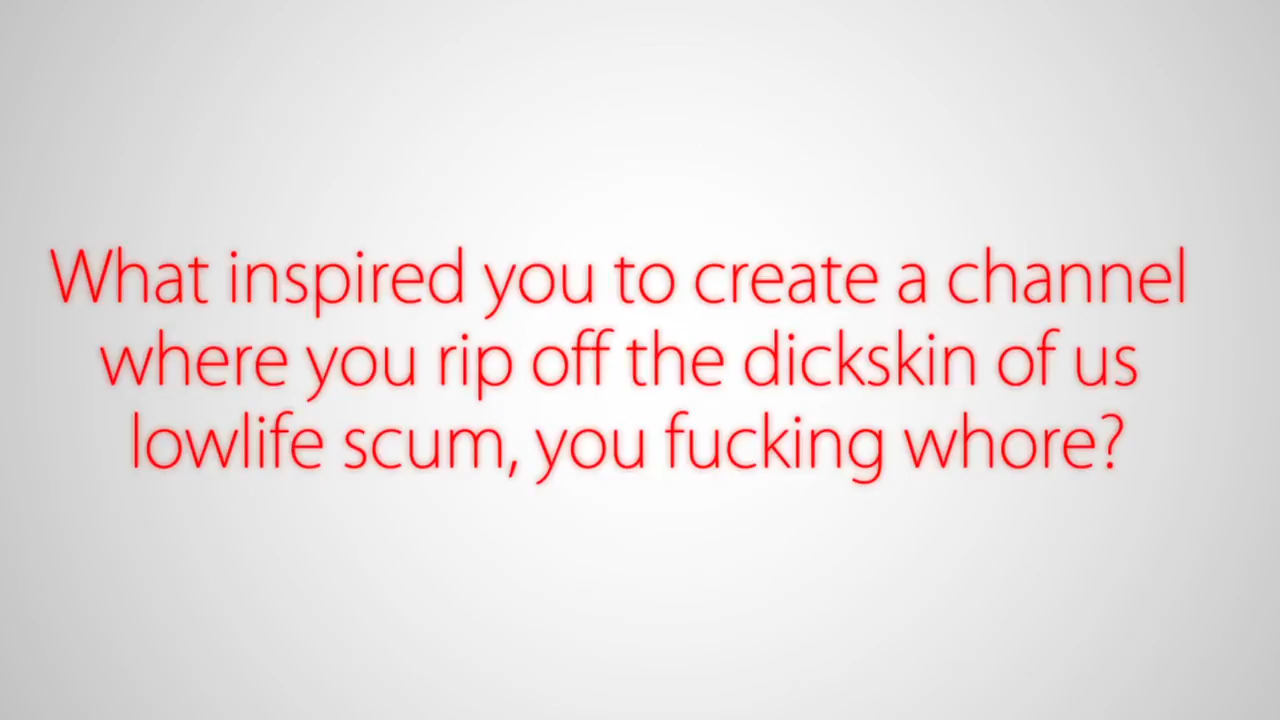 What inspired you to create a channel
where you rip off the dickskin of us
lowlife scum, you fucking whore?